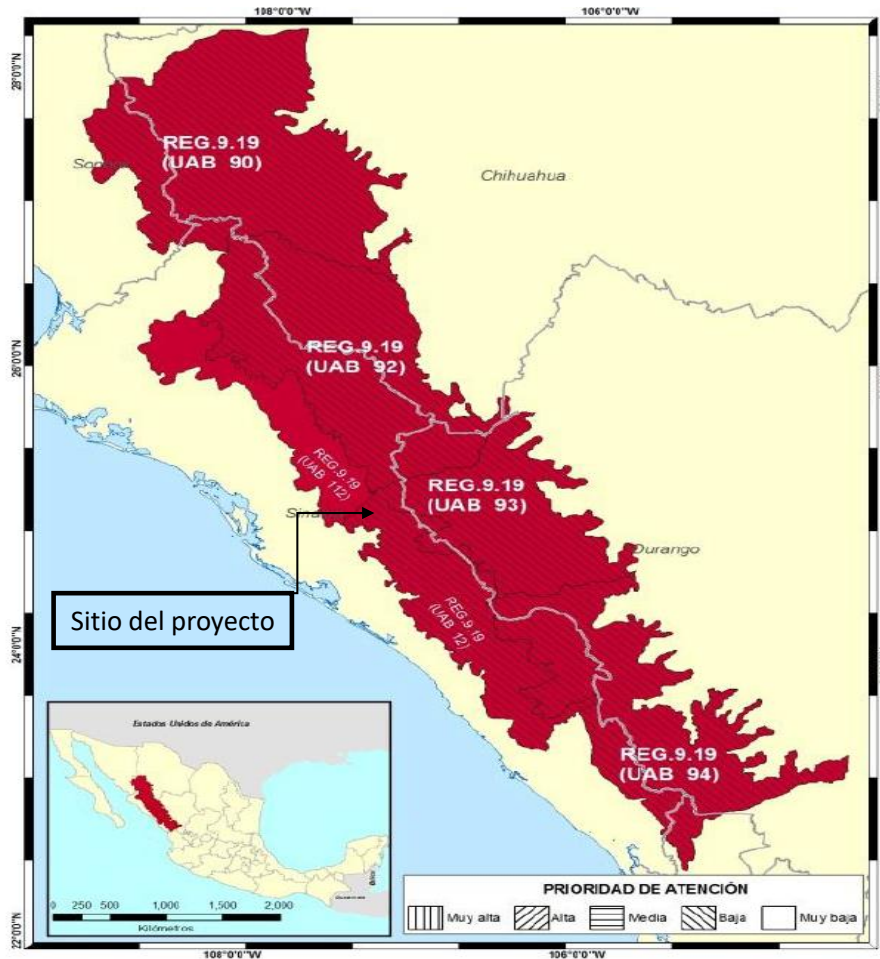 108°0'0"W 106°0'0"W
28°0'0"N
REG.9.19
(UAB 90)
Chihuahua
REG.9.19
(UAB 92)
26°0'0"N
REG.9.19
(UAB 112)
REG.9.19
(UAB 93)
Durango
Sitio del proyecto
REG.9.19
(UAB 12)
24°0'0"N
REG.9.19
(UAB 94)
Estados Unidos de América
0 250 500 1,000 1,500 2,000
Kilómetros
PRIORIDAD DE ATENCIÓN
Muy alta Alta Media Baja Muy baja
22°0'0"N
108°0'0"W 106°0'0"W